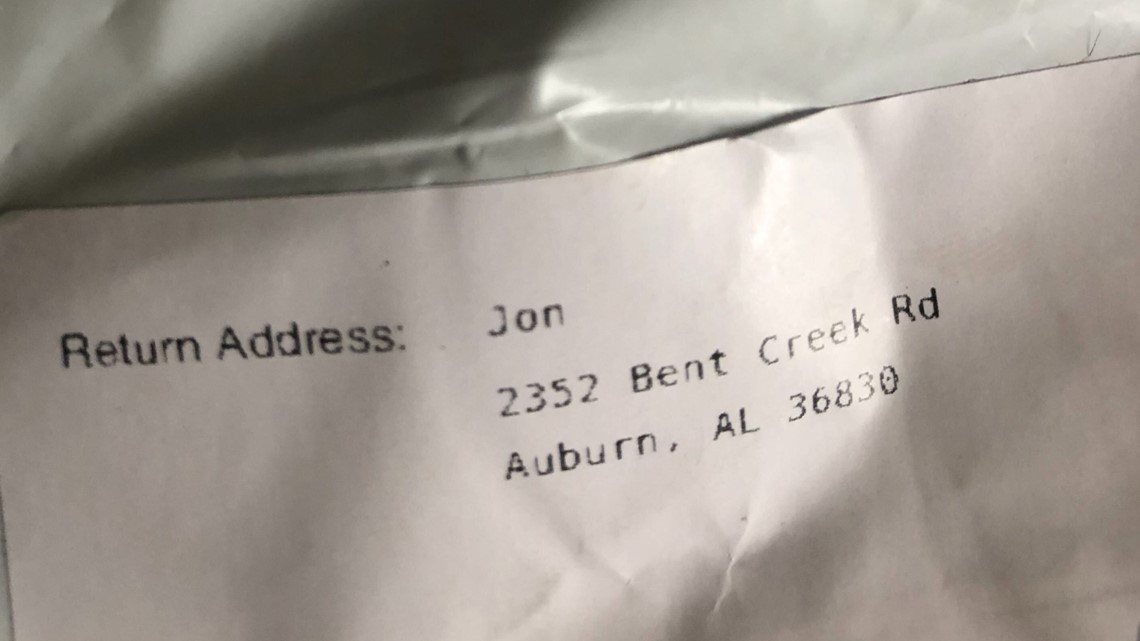 Return Address: Jon
2352 Bent Creek Rd
Auburn, AL 36830